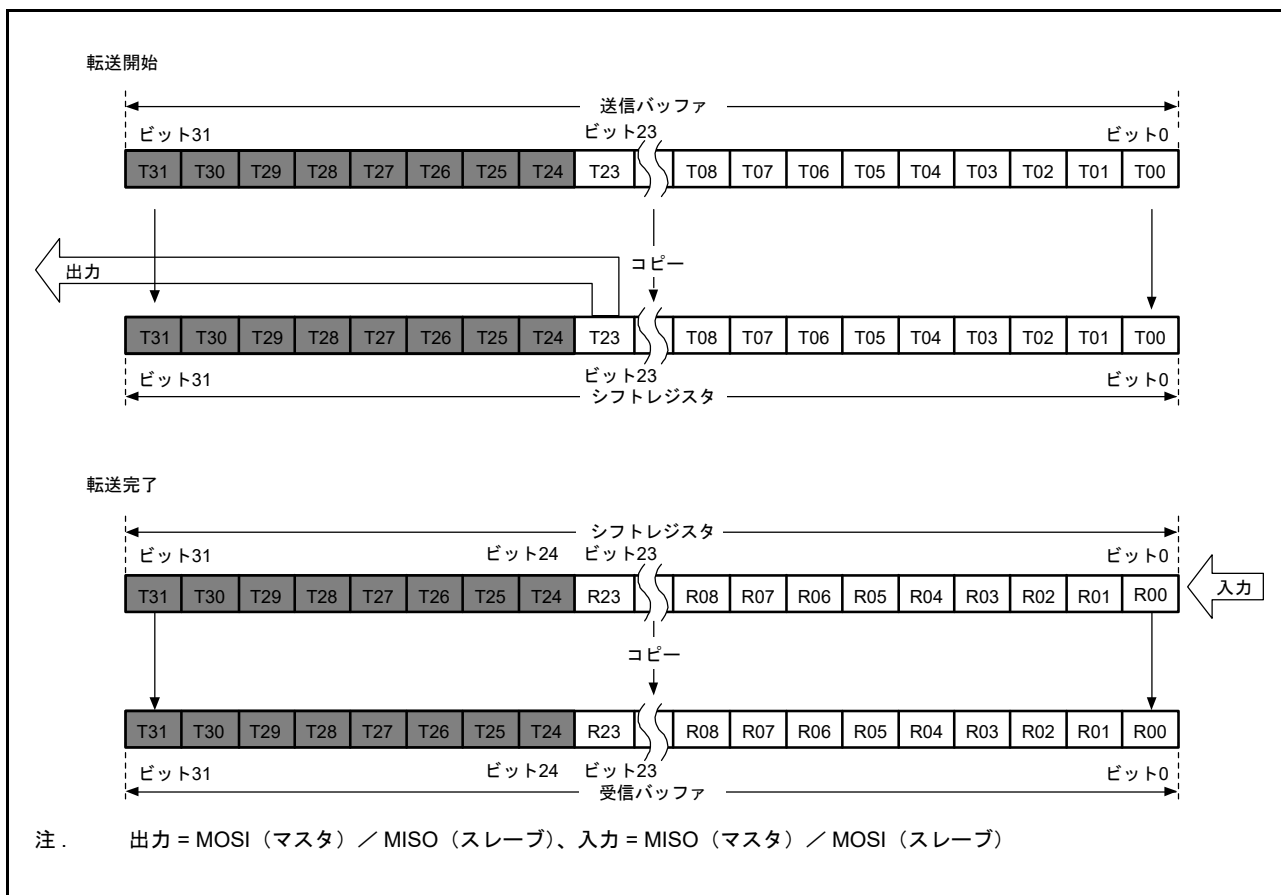 転送開始
送信バッファ
ビット31 ビット23 ビット0
T31 T30 T29 T28 T27 T26 T25 T24 T23 T08 T07 T06 T05 T04 T03 T02 T01 T00
コピー
出力
T31 T30 T29 T28 T27 T26 T25 T24 T23 T08 T07 T06 T05 T04 T03 T02 T01 T00
ビット31 ビット23 ビット0
シフトレジスタ
転送完了
シフトレジスタ
ビット31 ビット24 ビット23 ビット0
T31 T30 T29 T28 T27 T26 T25 T24 R23 R08 R07 R06 R05 R04 R03 R02 R01 R00
入力
コピー
T31 T30 T29 T28 T27 T26 T25 T24 R23 R08 R07 R06 R05 R04 R03 R02 R01 R00
ビット31 ビット24 ビット23 ビット0
受信バッファ
注. 出力 = MOSI（マスタ）／ MISO（スレーブ）、入力 = MISO（マスタ）／ MOSI（スレーブ）